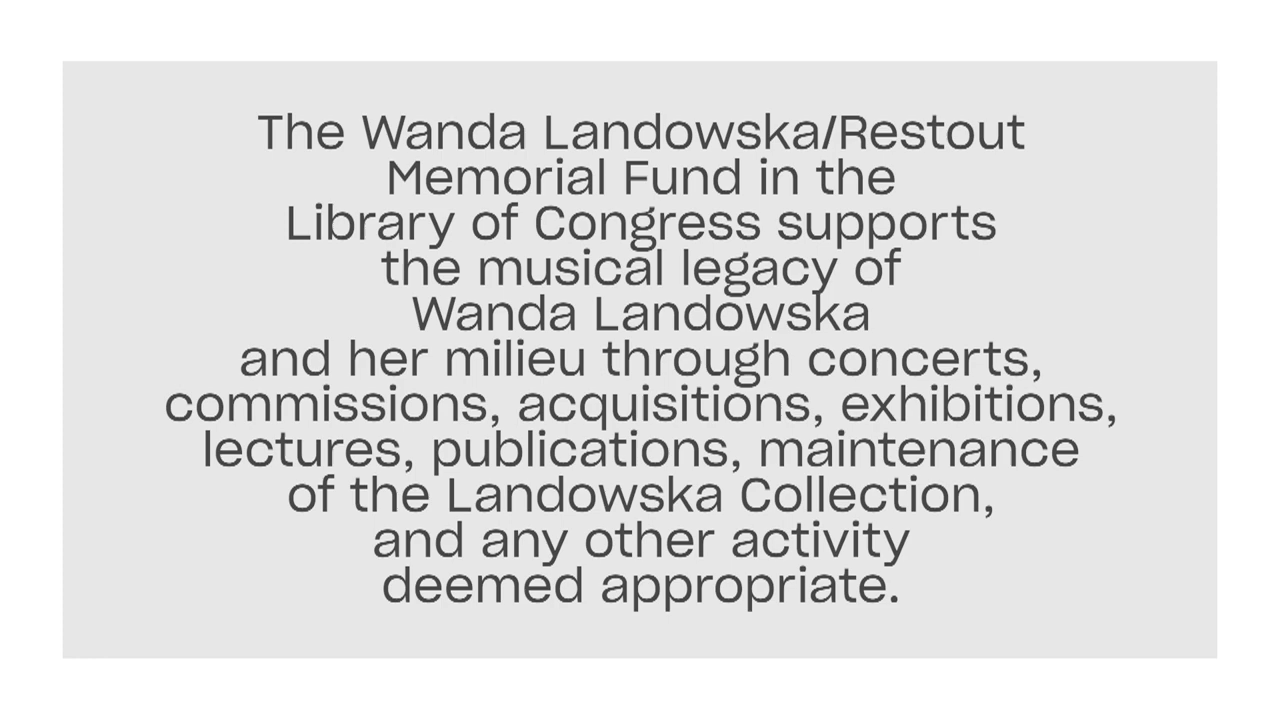 The Wanda Landowska/Restout
Memorial Fund in the
Library of Congress supports
the musical legacy of
Wanda Landowska
and her milieu through concerts,
commissions, acquisitions, exhibitions,
lectures, publications, maintenance
of the Landowska Collection,
and any other activity
deemed appropriate.